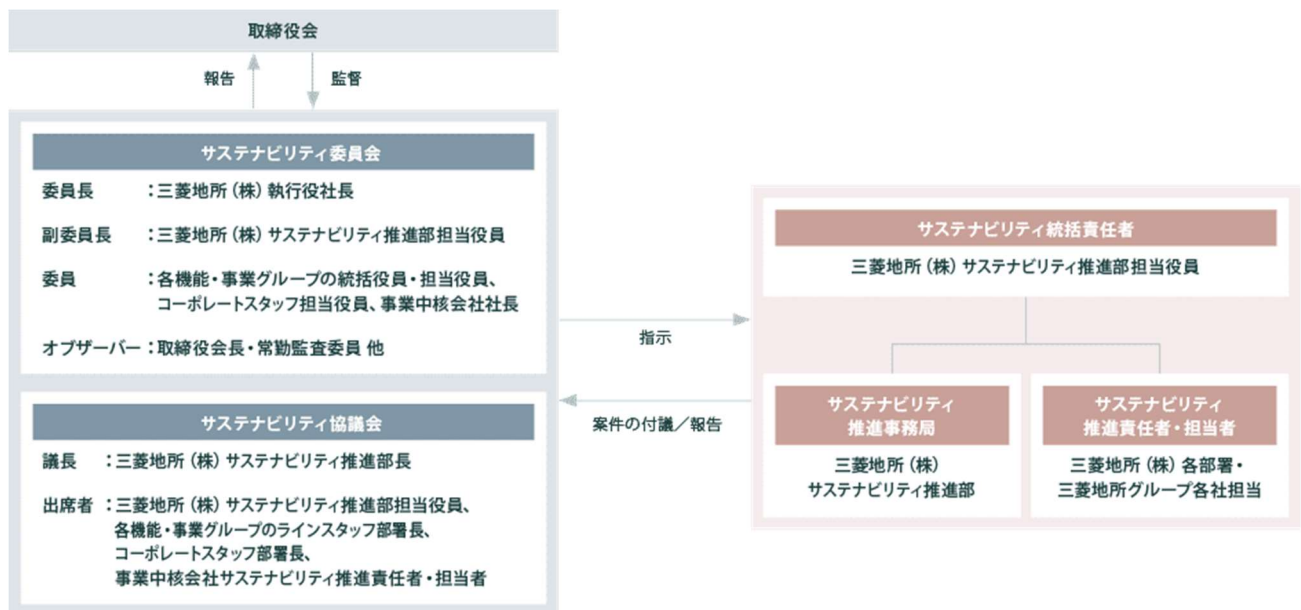 取締役会
報告
監督
サステナビリティ委員会
委員長 ：三菱地所（株）執行役社長
副委員長 ：三菱地所（株）サステナビリティ推進部担当役員
委員 ：各機能・事業グループの統括役員・担当役員、
コーポレートスタッフ担当役員、事業中核会社社長
オブザーバー：取締役会長・常勤監査委員 他
サステナビリティ協議会
議長 ：三菱地所（株）サステナビリティ推進部長
出席者：三菱地所（株）サステナビリティ推進部担当役員、
各機能・事業グループのラインスタッフ部署長、
コーポレートスタッフ部署長、
事業中核会社サステナビリティ推進責任者・担当者
指示
案件の付議／報告
サステナビリティ統括責任者
三菱地所（株）サステナビリティ推進部担当役員
サステナビリティ
推進事務局
三菱地所（株）
サステナビリティ推進部
サステナビリティ
推進責任者・担当者
三菱地所（株）各部署・
三菱地所グループ各社担当